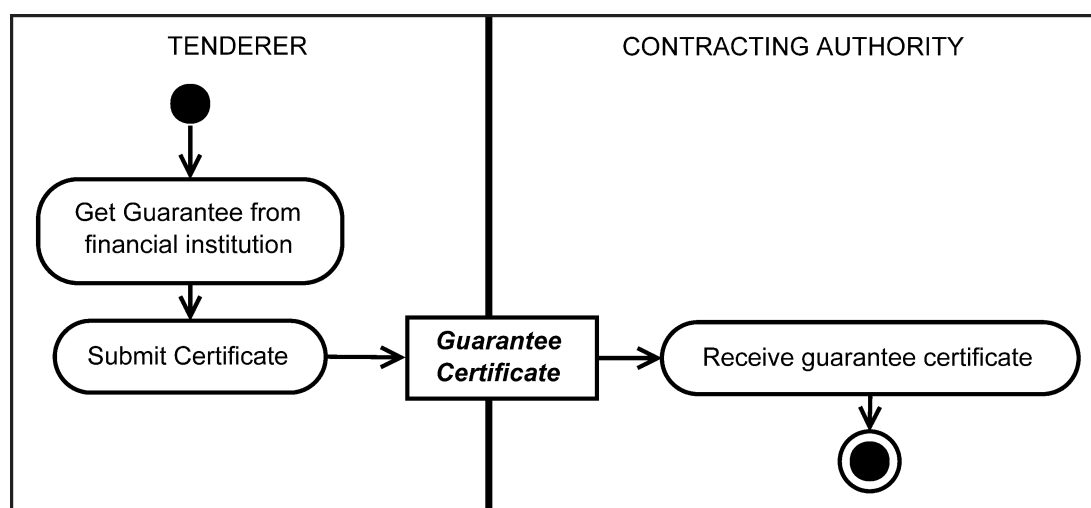 TENDERER
CONTRACTING AUTHORITY
Get Guarantee from
financial institution
Submit Certificate
Guarantee
Certificate
Receive guarantee certificate